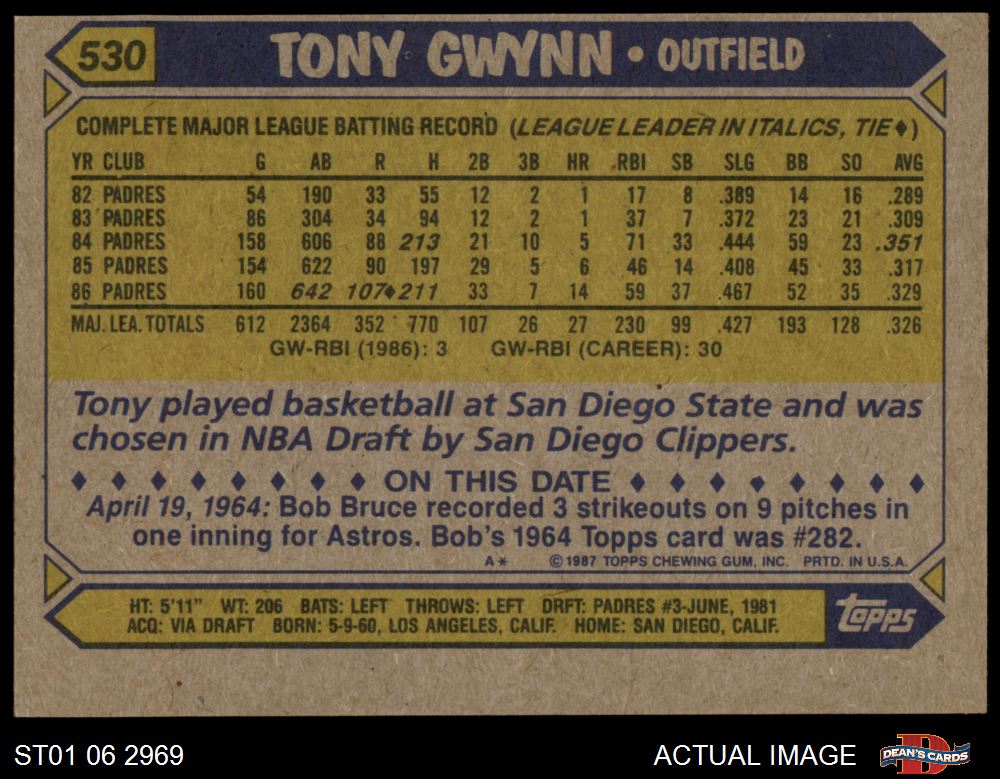 530 TONY GWYNN • OUTFIELD
COMPLETE MAJOR LEAGUE BATTING RECORD (LEAGUE LEADER IN ITALICS, TIE♦)
YR CLUB G AB R H 2B 3B HR RBI SB SLG BB SO AVG
82 PADRES 54 190 33 55 12 2 1 17 8 .389 14 16 .289
83 PADRES 86 304 34 94 12 2 1 37 7 .372 23 21 .309
84 PADRES 158 606 88 213 21 10 5 71 33 .444 59 23 .351
85 PADRES 154 622 90 197 29 5 6 46 14 .408 45 33 .317
86 PADRES 160 642 107♦211 33 7 14 59 37 .467 52 35 .329
MAJ. LEA. TOTALS 612 2364 352 770 107 26 27 230 99 .427 193 128 .326
GW-RBI (1986): 3 GW-RBI (CAREER): 30
Tony played basketball at San Diego State and was
chosen in NBA Draft by San Diego Clippers.
♦ ♦ ♦ ♦ ♦ ♦ ♦ ♦ ON THIS DATE ♦ ♦ ♦ ♦ ♦ ♦ ♦ ♦
April 19, 1964: Bob Bruce recorded 3 strikeouts on 9 pitches in
one inning for Astros. Bob's 1964 Topps card was #282.
A* ©1987 TOPPS CHEWING GUM, INC. PRTD. IN U.S.A.
HT: 5'11" WT: 206 BATS: LEFT THROWS: LEFT DRFT: PADRES #3-JUNE, 1981
ACQ: VIA DRAFT BORN: 5-9-60, LOS ANGELES, CALIF. HOME: SAN DIEGO, CALIF.
topps
ST01 06 2969 ACTUAL IMAGE DEAN'S CARDS